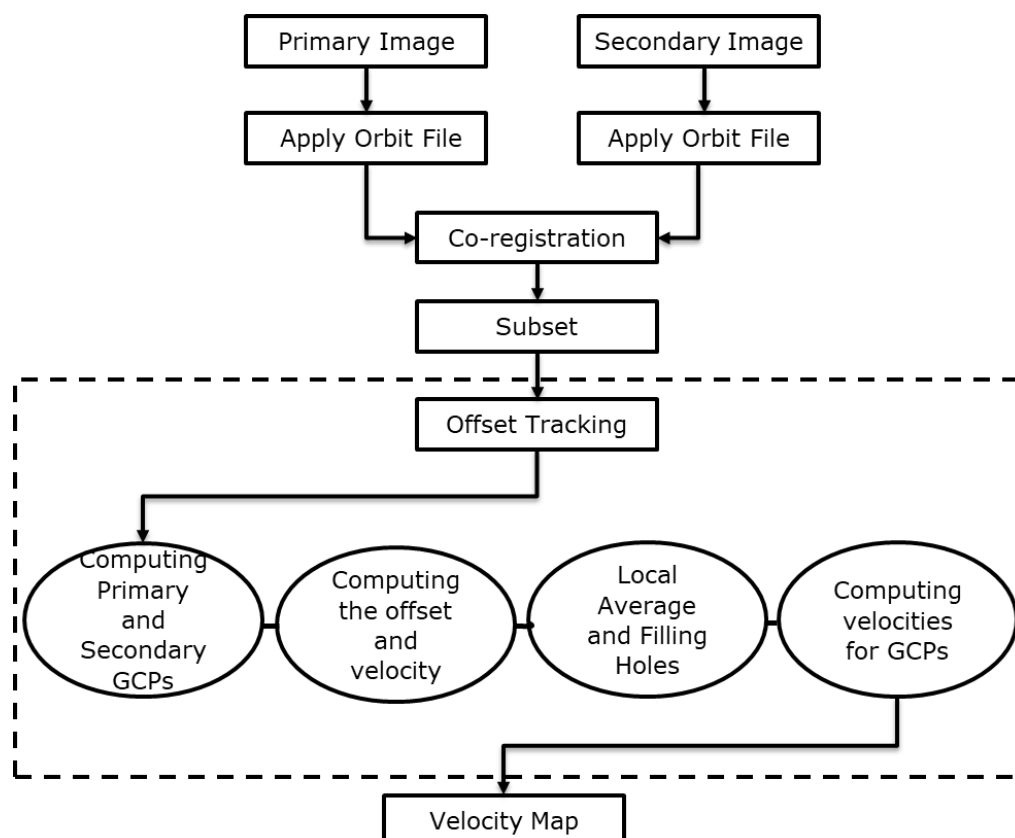 Primary Image
Secondary Image
Apply Orbit File
Apply Orbit File
Co-registration
Subset
Offset Tracking
Computing
Primary
and
Secondary
GCPs
Computing
the offset
and
velocity
Local
Average
and Filling
Holes
Computing
velocities
for GCPs
Velocity Map